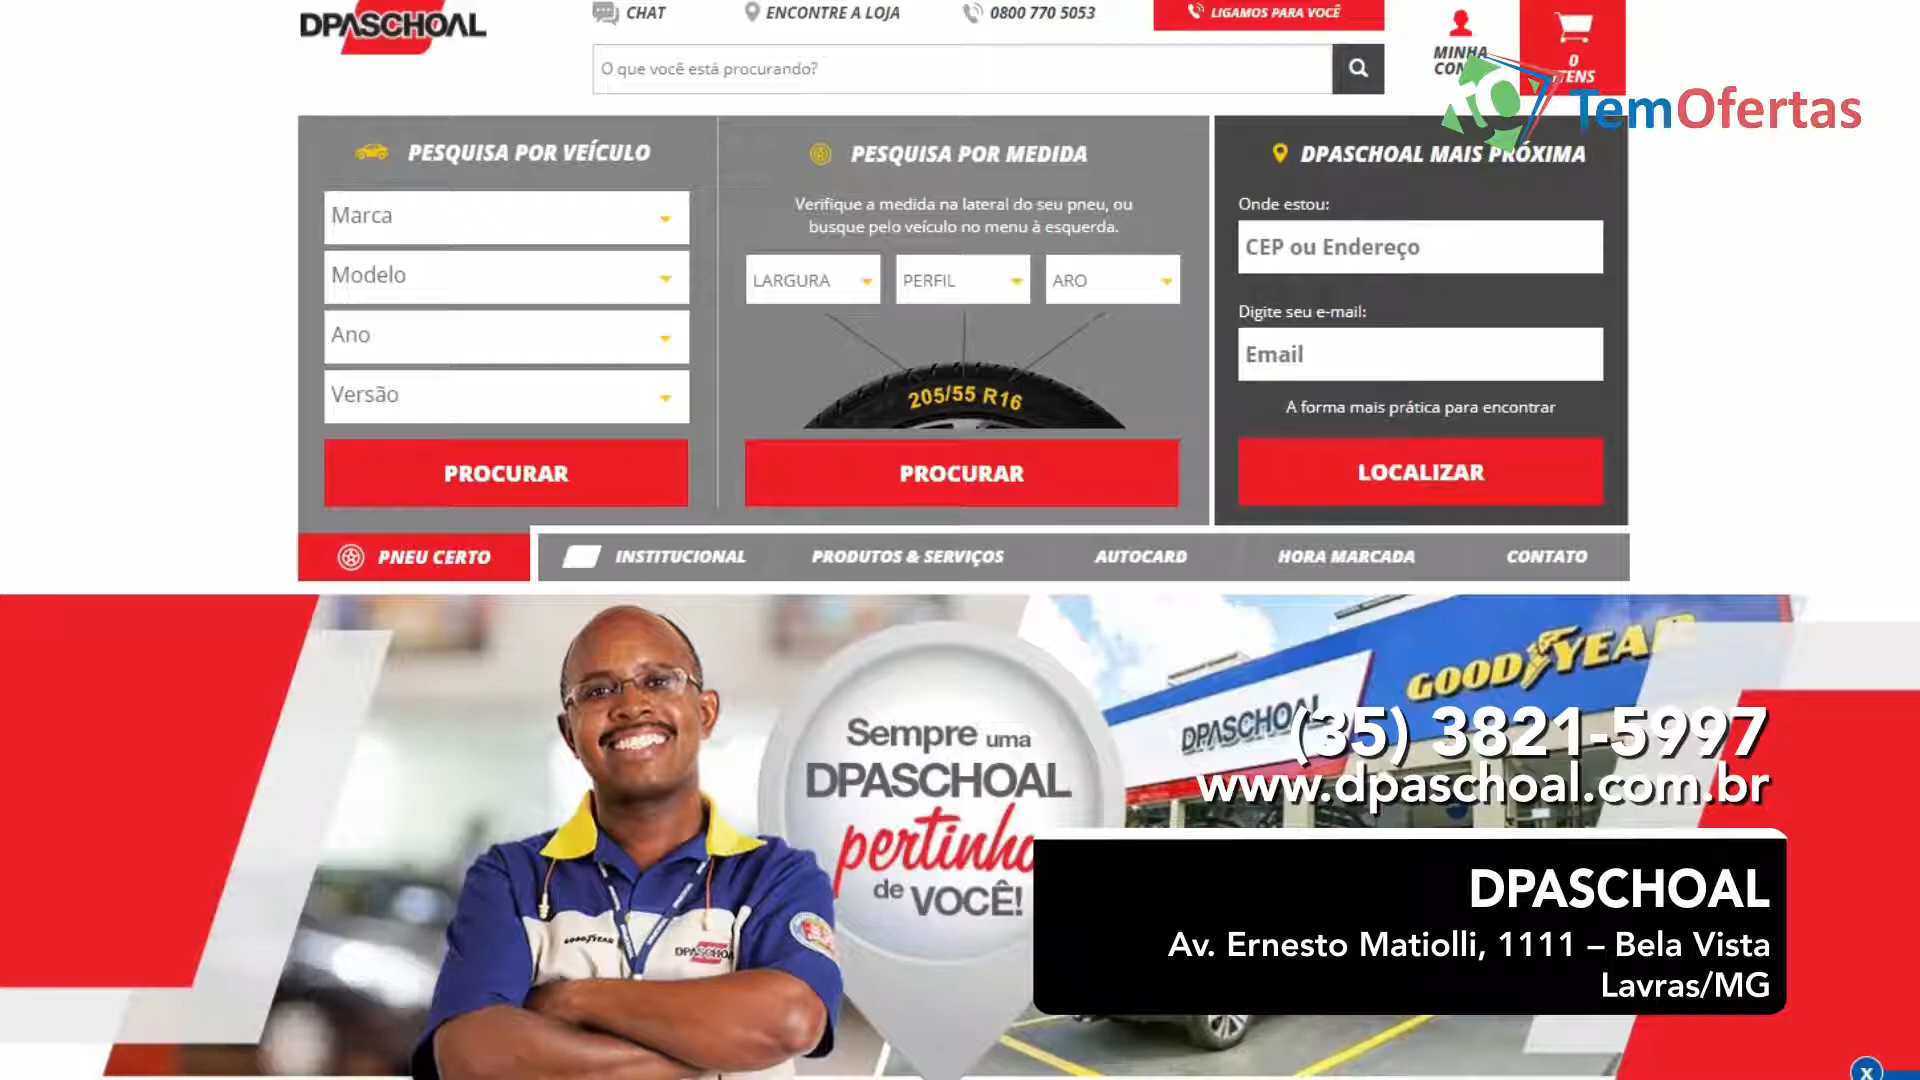 DPASCHOAL
CHAT
ENCONTRE A LOJA
0800 770 5053
LIGAMOS PARA VOCÊ
O que você está procurando?
MINHA
0
TemOfertas
PESQUISA POR VEÍCULO
Marca
Modelo
Ano
Versão
PROCURAR
PESQUISA POR MEDIDA
Verifique a medida na lateral do seu pneu, ou
busque pelo veículo no menu à esquerda.
LARGURA
PERFIL
ARO
205/55 R16
PROCURAR
DPASCHOAL MAIS PRÓXIMA
Onde estou:
CEP ou Endereço
Digite seu e-mail:
Email
A forma mais prática para encontrar
LOCALIZAR
PNEU CERTO
INSTITUCIONAL
PRODUTOS & SERVIÇOS
AUTOCARD
HORA MARCADA
CONTATO
Sempre uma
DPASCHOAL
pertinho
de VOCÊ!
GOODYEAR
DPASCHOAL
GOODYEAR
DPASCHOAL
(35) 3821-5997
www.dpaschoal.com.br
DPASCHOAL
Av. Ernesto Matiolli, 1111 – Bela Vista
Lavras/MG
x